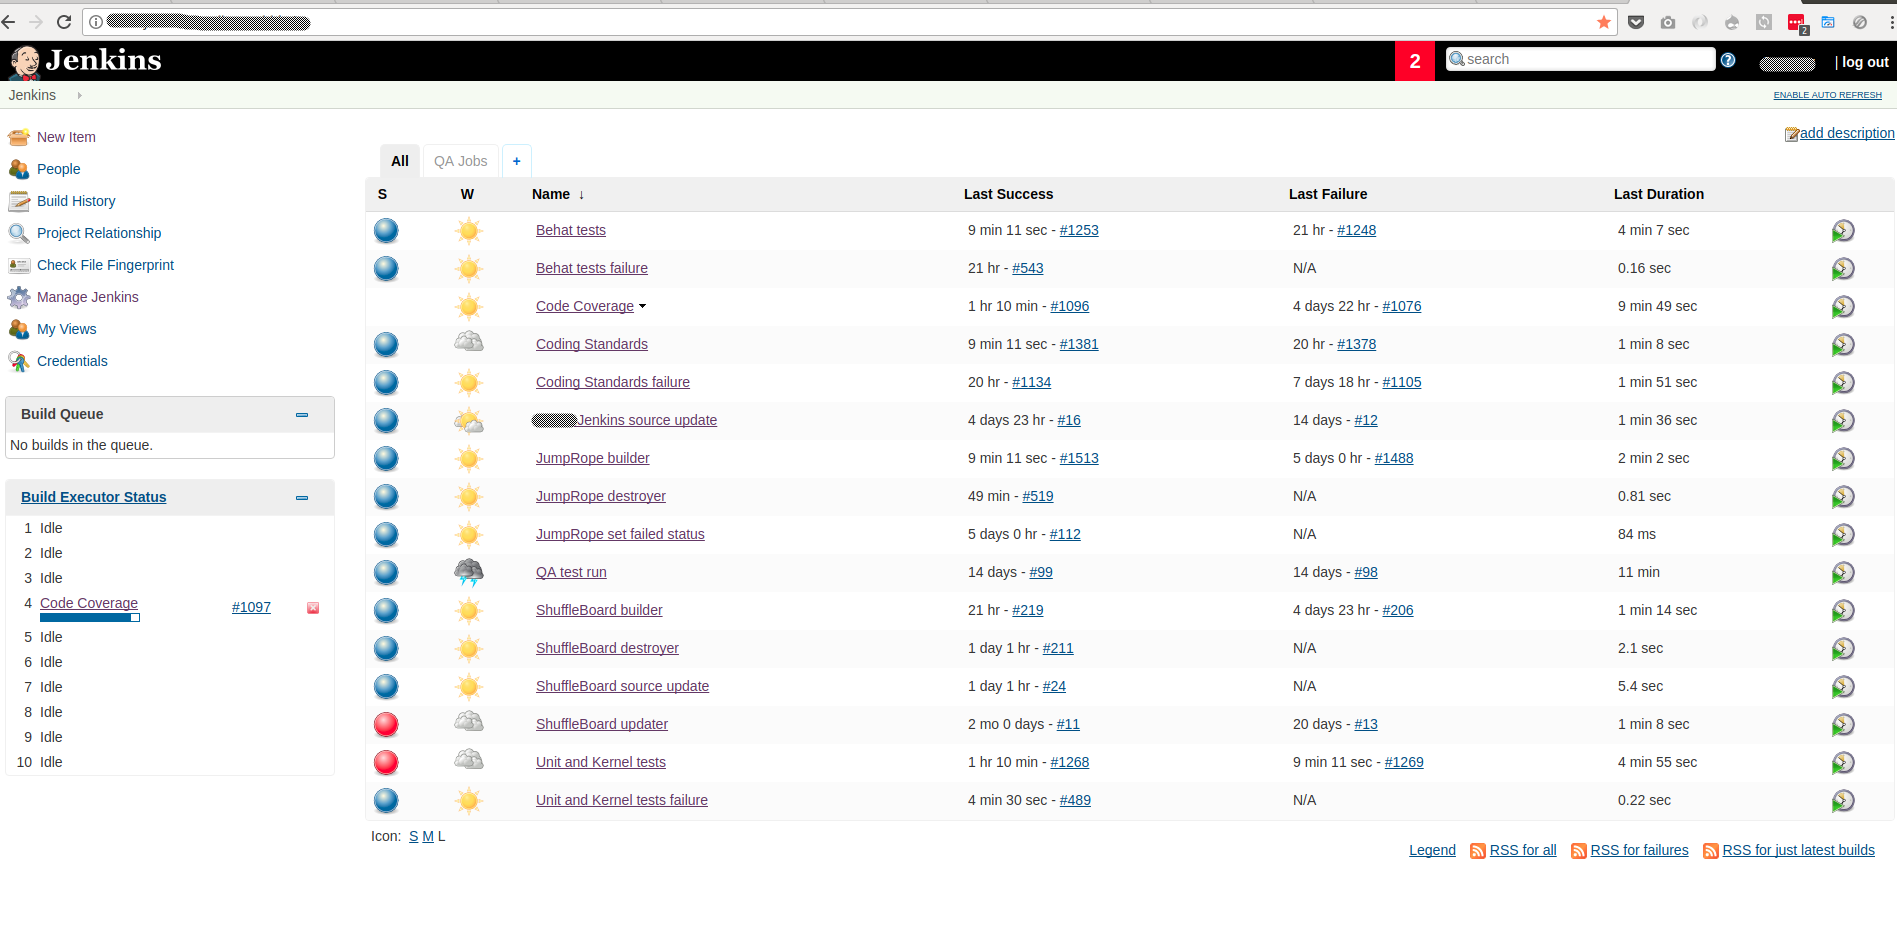 Jenkins
2 search | log out
Jenkins ENABLE AUTO REFRESH
New Item
People
Build History
Project Relationship
Check File Fingerprint
Manage Jenkins
My Views
Credentials
Build Queue
No builds in the queue.
Build Executor Status
1 Idle
2 Idle
3 Idle
4 Code Coverage #1097
5 Idle
6 Idle
7 Idle
8 Idle
9 Idle
10 Idle
add description
All QA Jobs +
S W Name ↓ Last Success Last Failure Last Duration
Behat tests 9 min 11 sec - #1253 21 hr - #1248 4 min 7 sec
Behat tests failure 21 hr - #543 N/A 0.16 sec
Code Coverage 1 hr 10 min - #1096 4 days 22 hr - #1076 9 min 49 sec
Coding Standards 9 min 11 sec - #1381 20 hr - #1378 1 min 8 sec
Coding Standards failure 20 hr - #1134 7 days 18 hr - #1105 1 min 51 sec
Jenkins source update 4 days 23 hr - #16 14 days - #12 1 min 36 sec
JumpRope builder 9 min 11 sec - #1513 5 days 0 hr - #1488 2 min 2 sec
JumpRope destroyer 49 min - #519 N/A 0.81 sec
JumpRope set failed status 5 days 0 hr - #112 N/A 84 ms
QA test run 14 days - #99 14 days - #98 11 min
ShuffleBoard builder 21 hr - #219 4 days 23 hr - #206 1 min 14 sec
ShuffleBoard destroyer 1 day 1 hr - #211 N/A 2.1 sec
ShuffleBoard source update 1 day 1 hr - #24 N/A 5.4 sec
ShuffleBoard updater 2 mo 0 days - #11 20 days - #13 1 min 8 sec
Unit and Kernel tests 1 hr 10 min - #1268 9 min 11 sec - #1269 4 min 55 sec
Unit and Kernel tests failure 4 min 30 sec - #489 N/A 0.22 sec
Icon: S M L
Legend RSS for all RSS for failures RSS for just latest builds